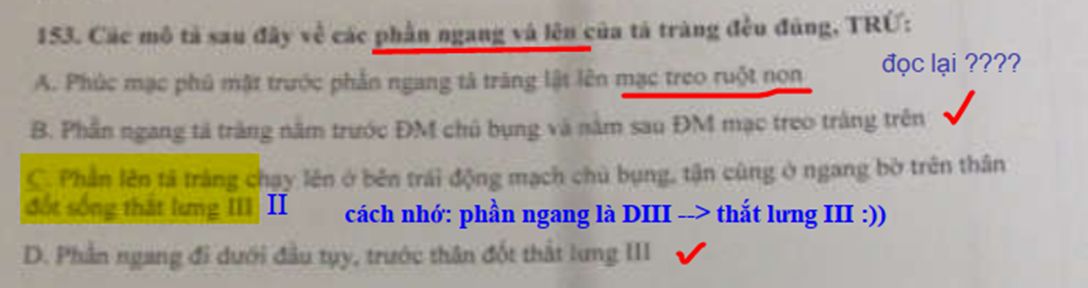 153. Các mô tả sau đây về các phần ngang và lên của tá tràng đều đúng, TRỪ:
đọc lại ????
A. Phúc mạc phủ mặt trước phần ngang tá tràng lật lên mạc treo ruột non
B. Phần ngang tá tràng nằm trước ĐM chủ bụng và nằm sau ĐM mạc treo tràng trên
C. Phần lên tá tràng chạy lên ở bên trái động mạch chủ bụng, tận cùng ở ngang bờ trên thân
đốt sống thắt lưng III II cách nhớ: phần ngang là DIII --> thắt lưng III :))
D. Phần ngang đi dưới đầu tụy, trước thân đốt thắt lưng III